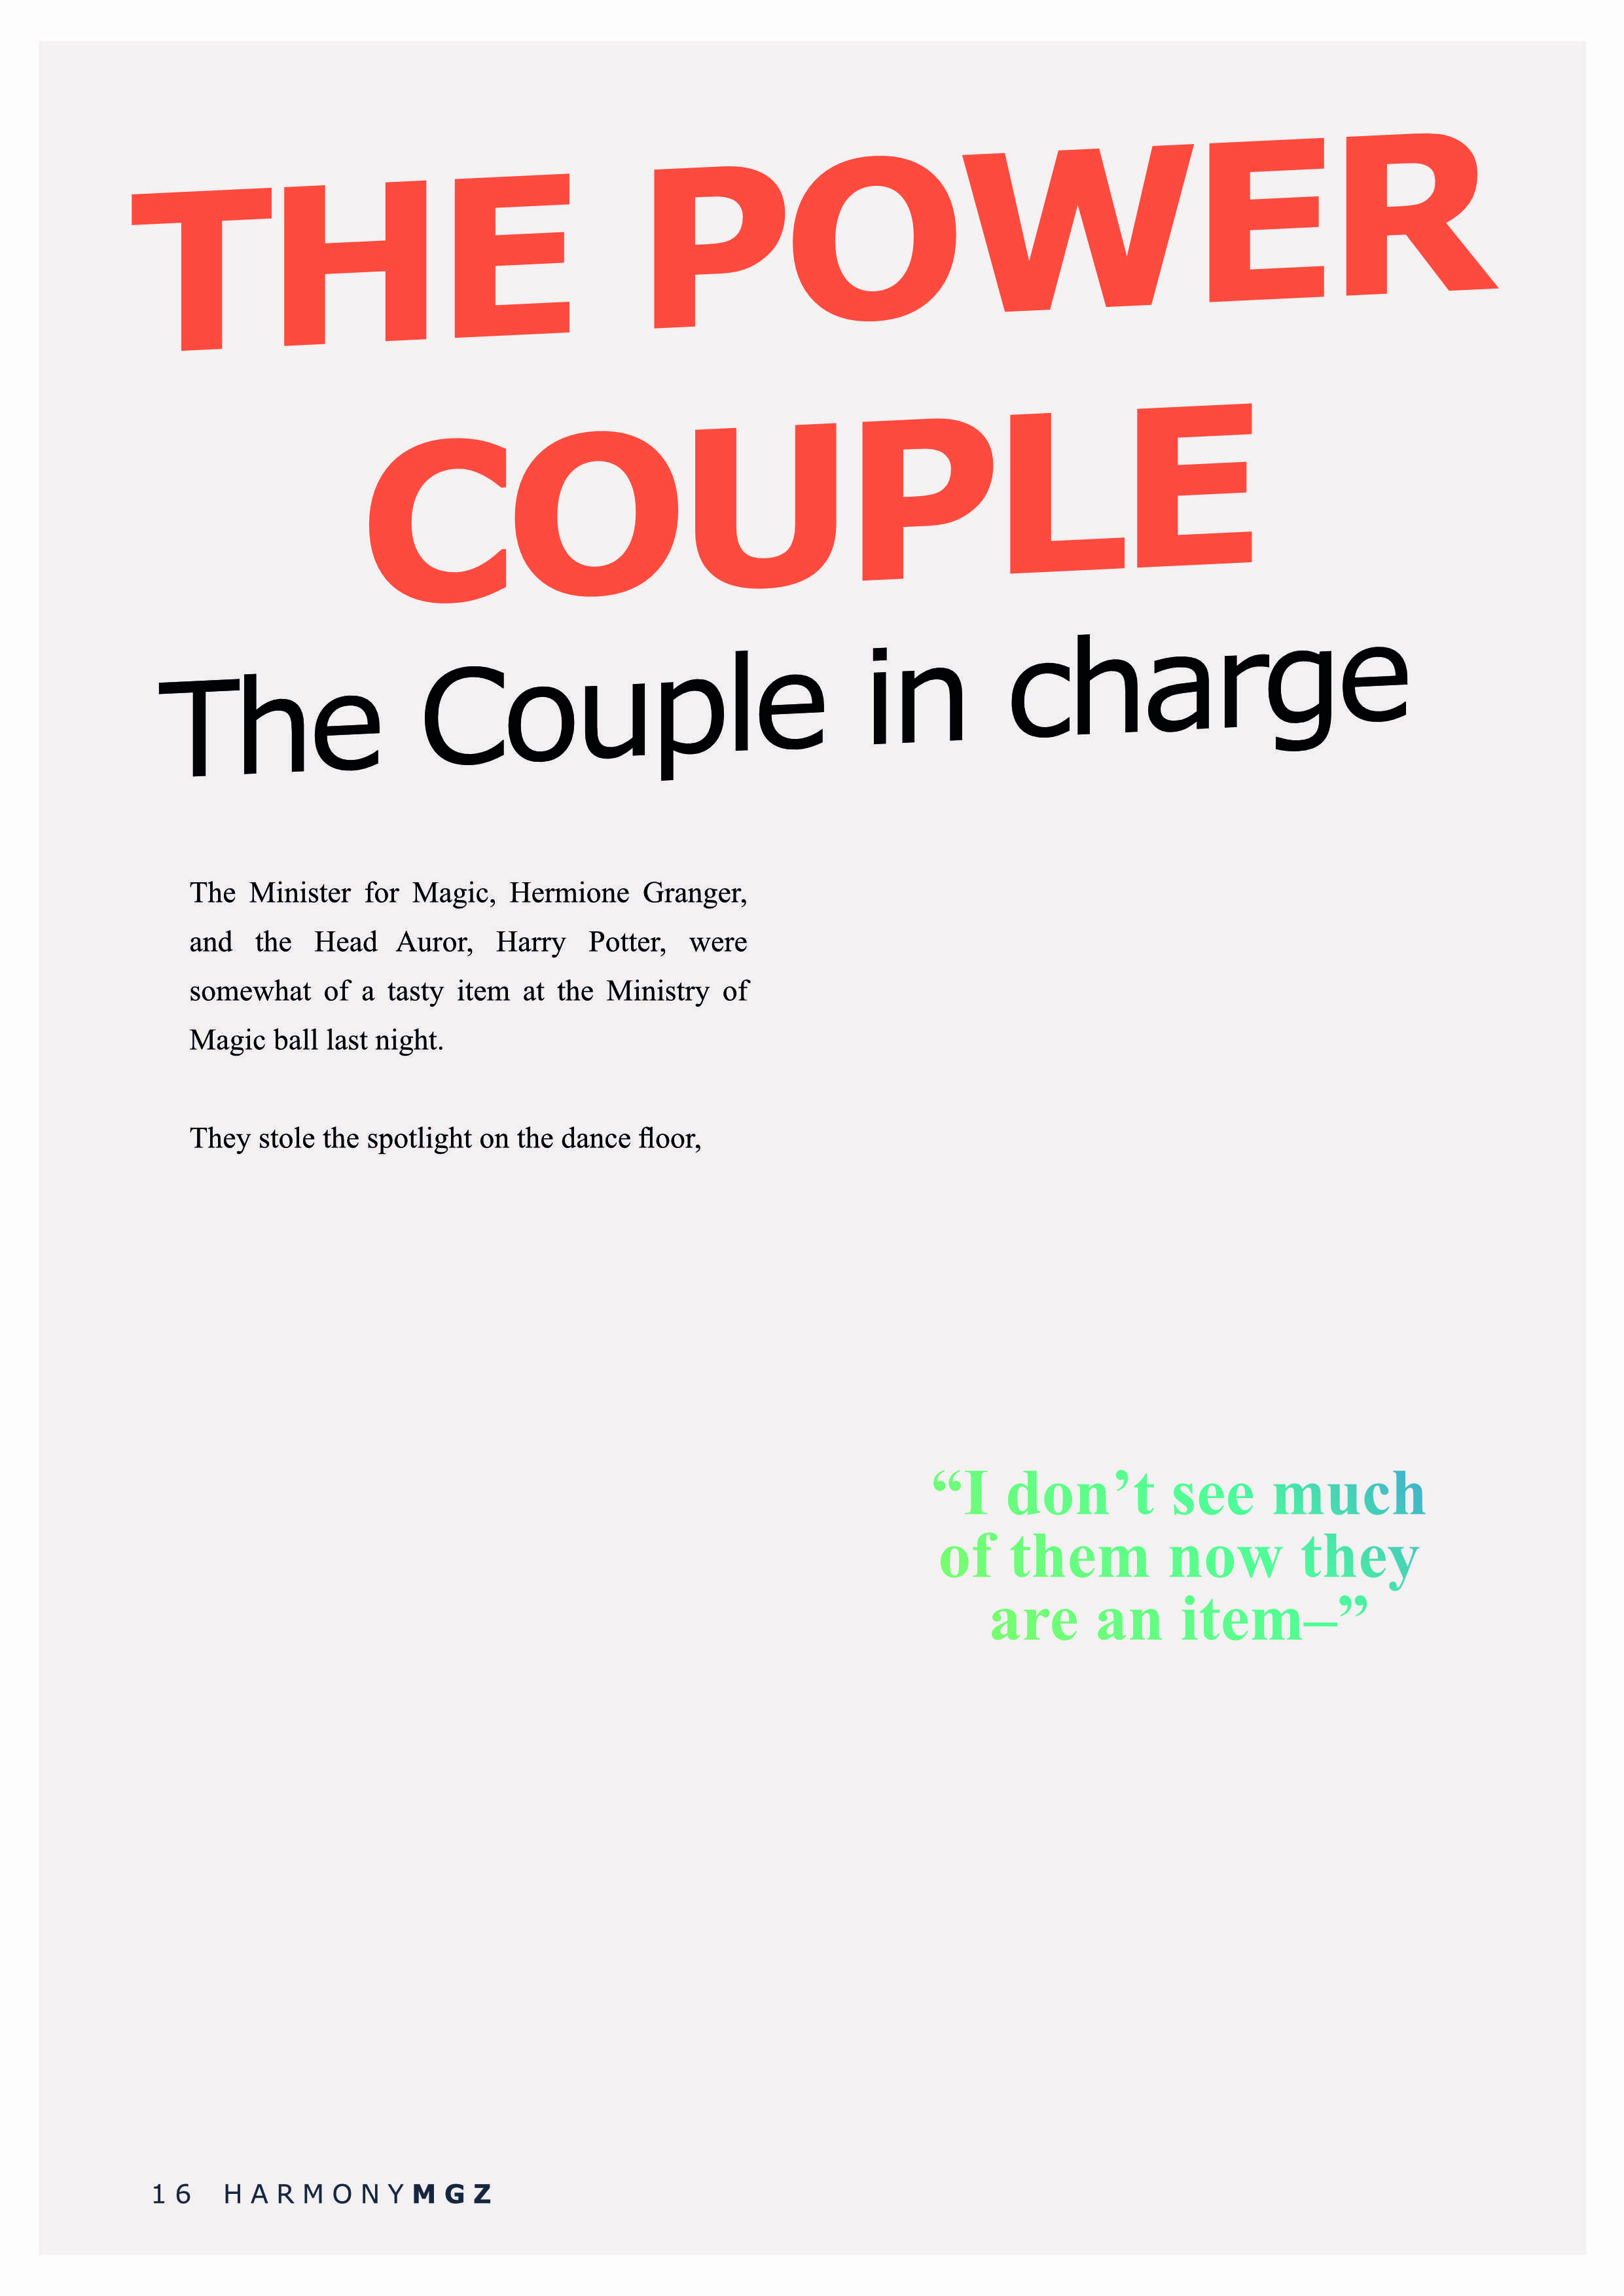 THE POWER
COUPLE
The Couple in charge
The Minister for Magic, Hermione Granger,
and the Head Auror, Harry Potter, were
somewhat of a tasty item at the Ministry of
Magic ball last night.
They stole the spotlight on the dance floor,
“I don’t see much
of them now they
are an item–”
16 HARMONYMGZ